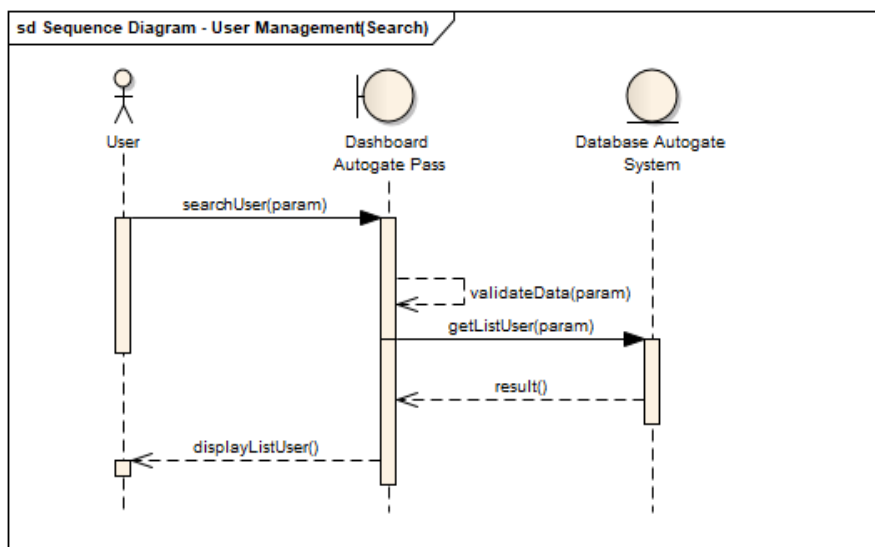 sd Sequence Diagram - User Management(Search)
User
Dashboard
Autogate Pass
Database Autogate
System
searchUser(param)
validateData(param)
getListUser(param)
result()
displayListUser()